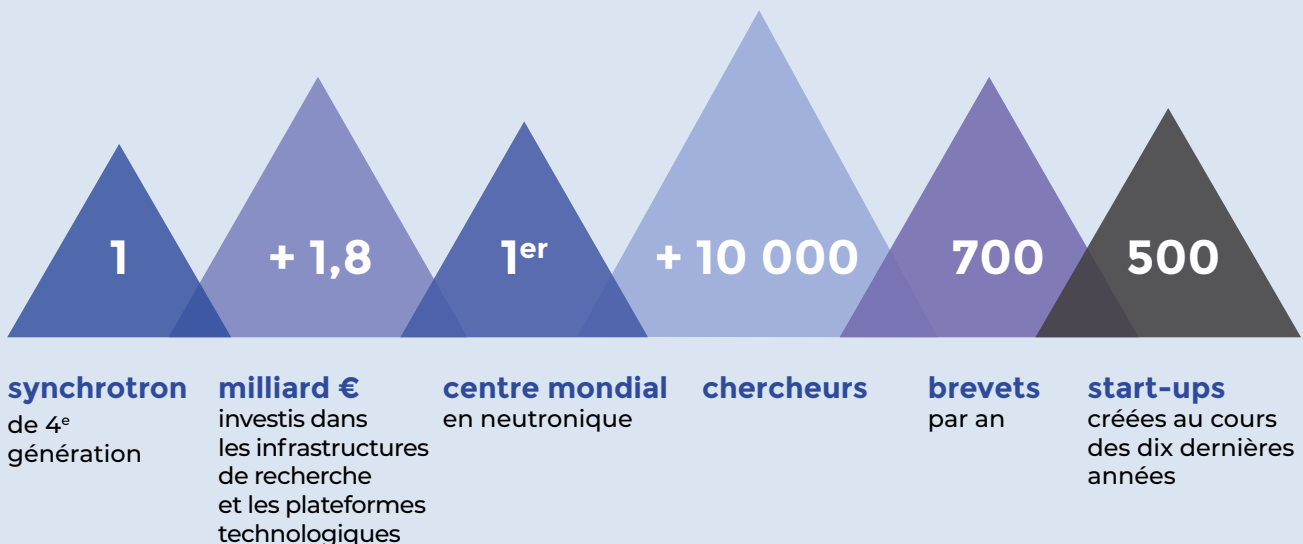 1
+ 1,8
1er
+ 10 000
700
500
synchrotron
de 4e
génération
milliard €
investis dans
les infrastructures
de recherche
et les plateformes
technologiques
centre mondial
en neutronique
chercheurs
brevets
par an
start-ups
créées au cours
des dix dernières
années